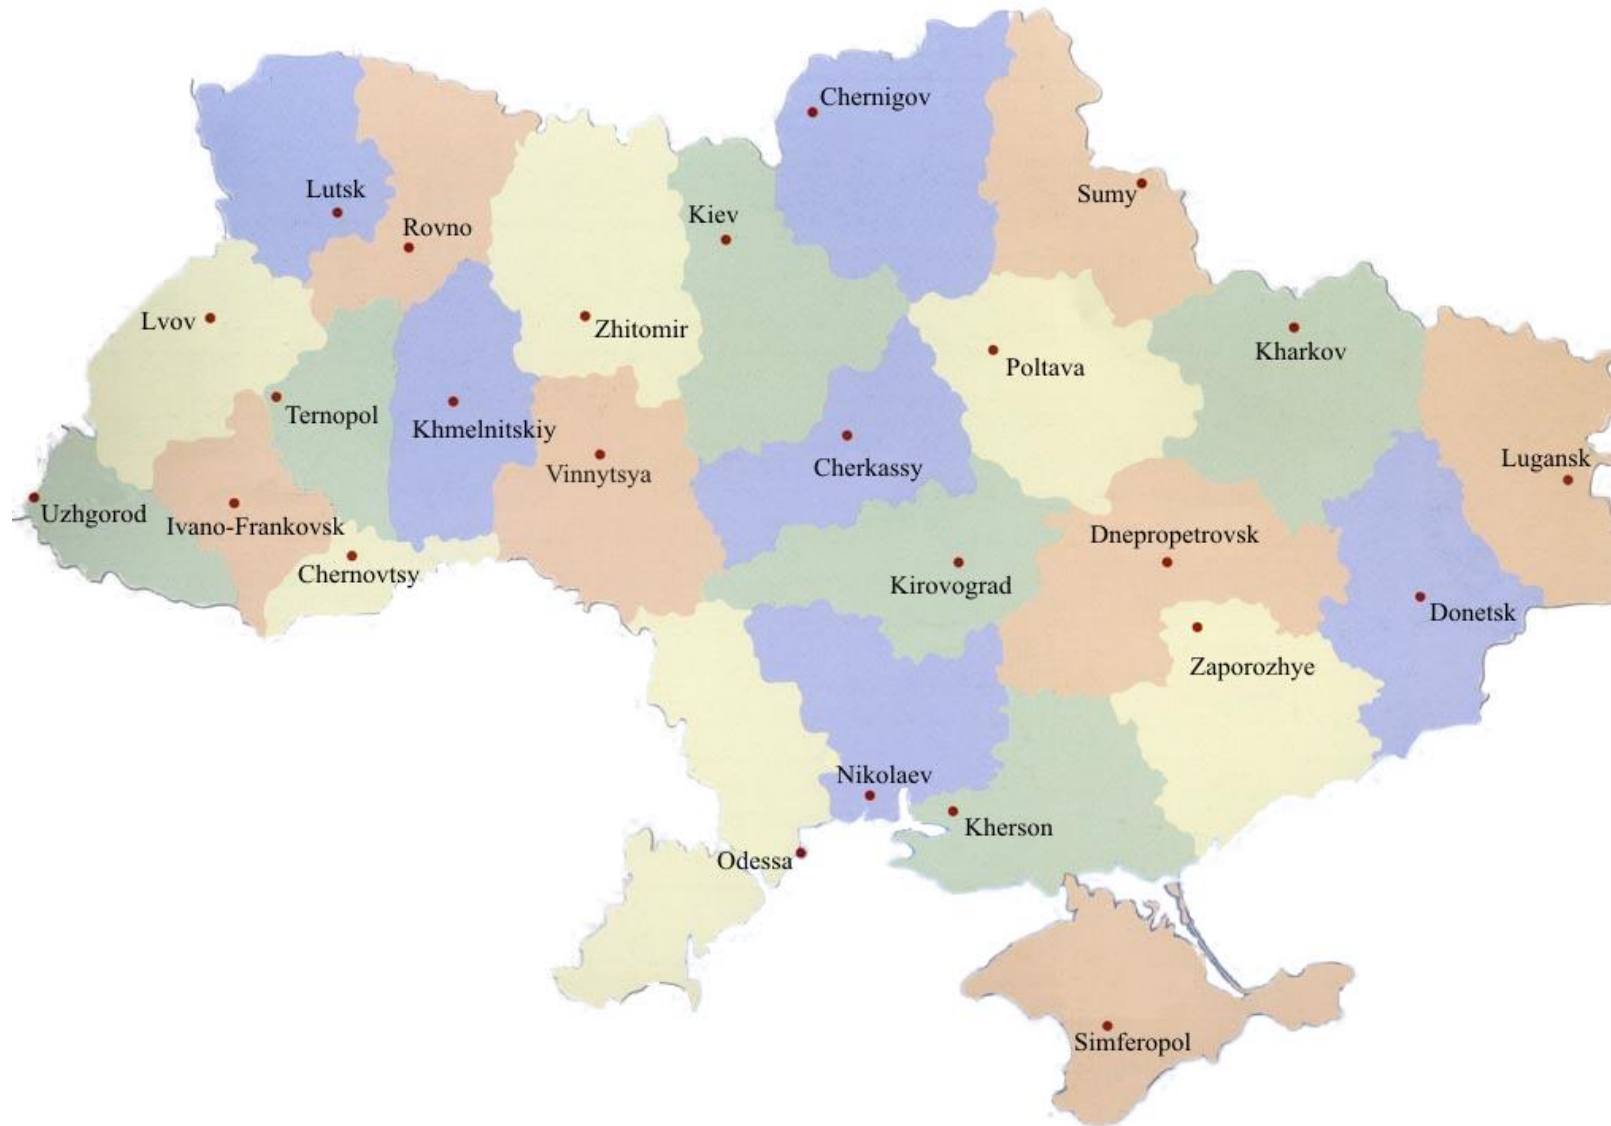 Chernigov
Lutsk
Sumy
Kiev
Rovno
Lvov
Zhitomir
Kharkov
Poltava
Ternopol
Khmelnitskiy
Lugansk
Cherkassy
Vinnytsya
Uzhgorod
Ivano-Frankovsk
Dnepropetrovsk
Chernovtsy
Kirovograd
Donetsk
Zaporozhye
Nikolaev
Kherson
Odessa
Simferopol